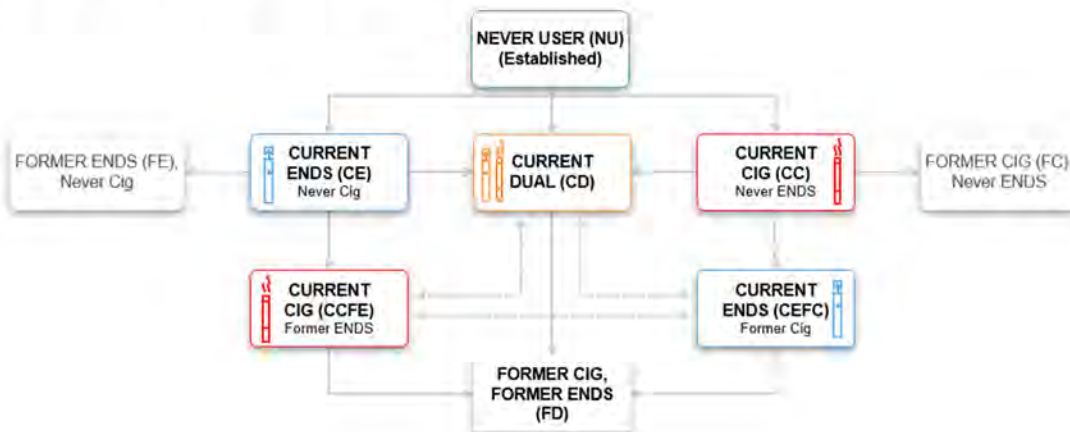 NEVER USER (NU)
(Established)
FORMER ENDS (FE),
Never Cig
CURRENT
ENDS (CE)
Never Cig
CURRENT
DUAL (CD)
CURRENT
CIG (CC)
Never ENDS
FORMER CIG (FC)
Never ENDS
CURRENT
CIG (CCFE)
Former ENDS
CURRENT
ENDS (CEFC)
Former Cig
FORMER CIG,
FORMER ENDS
(FD)